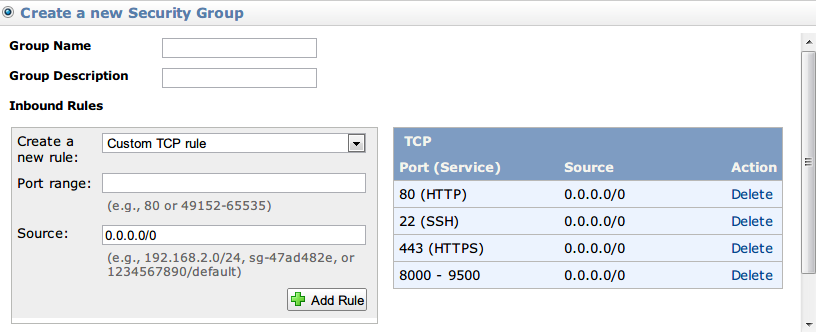 Create a new Security Group
Group Name
Group Description
Inbound Rules
Create a new rule:
Custom TCP rule
Port range:
(e.g., 80 or 49152-65535)
Source:
0.0.0.0/0
(e.g., 192.168.2.0/24, sg-47ad482e, or
1234567890/default)
Add Rule
TCP
Port (Service) Source Action
80 (HTTP) 0.0.0.0/0 Delete
22 (SSH) 0.0.0.0/0 Delete
443 (HTTPS) 0.0.0.0/0 Delete
8000 - 9500 0.0.0.0/0 Delete